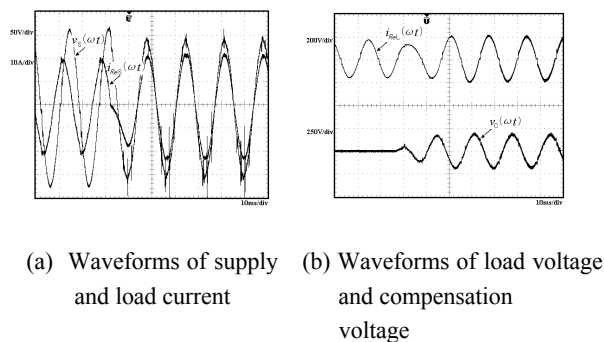 50V/div
v_S(ωt)
10A/div
i_ReS(ωt)
10ms/div
200V/div
i_ReL(ωt)
v_C(ωt)
250V/div
10ms/div
(a) Waveforms of supply
and load current
(b) Waveforms of load voltage
and compensation
voltage